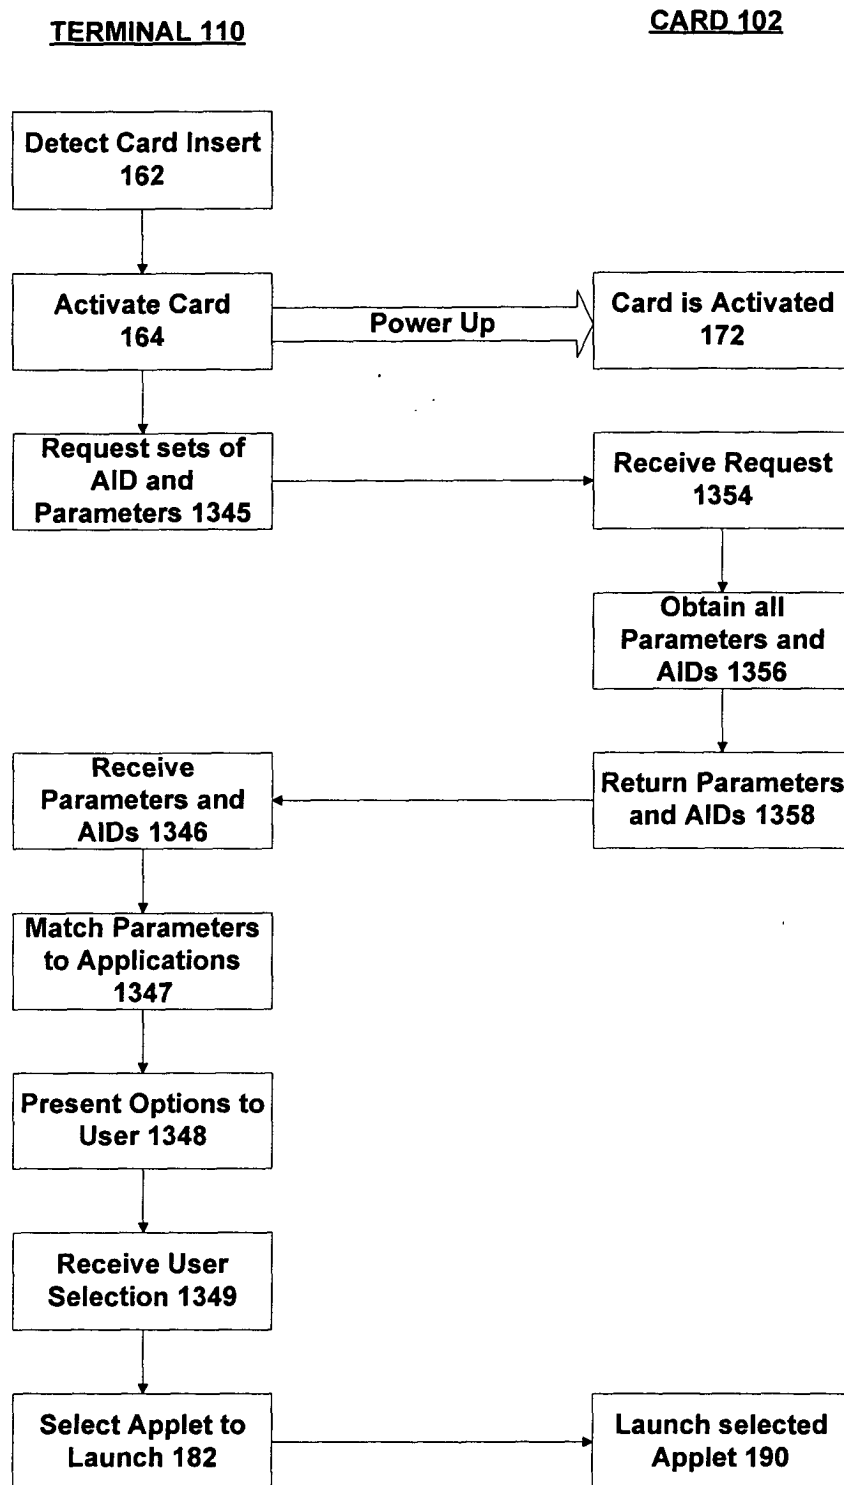 TERMINAL 110
CARD 102
Detect Card Insert
162
Activate Card
164
Power Up
Card is Activated
172
Request sets of
AID and
Parameters 1345
Receive Request
1354
Obtain all
Parameters and
AIDs 1356
Receive
Parameters and
AIDs 1346
Return Parameters
and AIDs 1358
Match Parameters
to Applications
1347
Present Options to
User 1348
Receive User
Selection 1349
Select Applet to
Launch 182
Launch selected
Applet 190